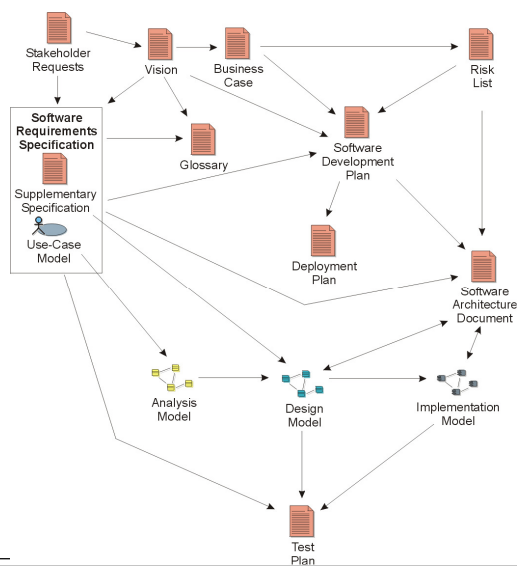 Stakeholder
Requests
Vision
Business
Case
Risk
List
Software
Requirements
Specification
Supplementary
Specification
Use-Case
Model
Glossary
Software
Development
Plan
Deployment
Plan
Software
Architecture
Document
Analysis
Model
Design
Model
Implementation
Model
Test
Plan